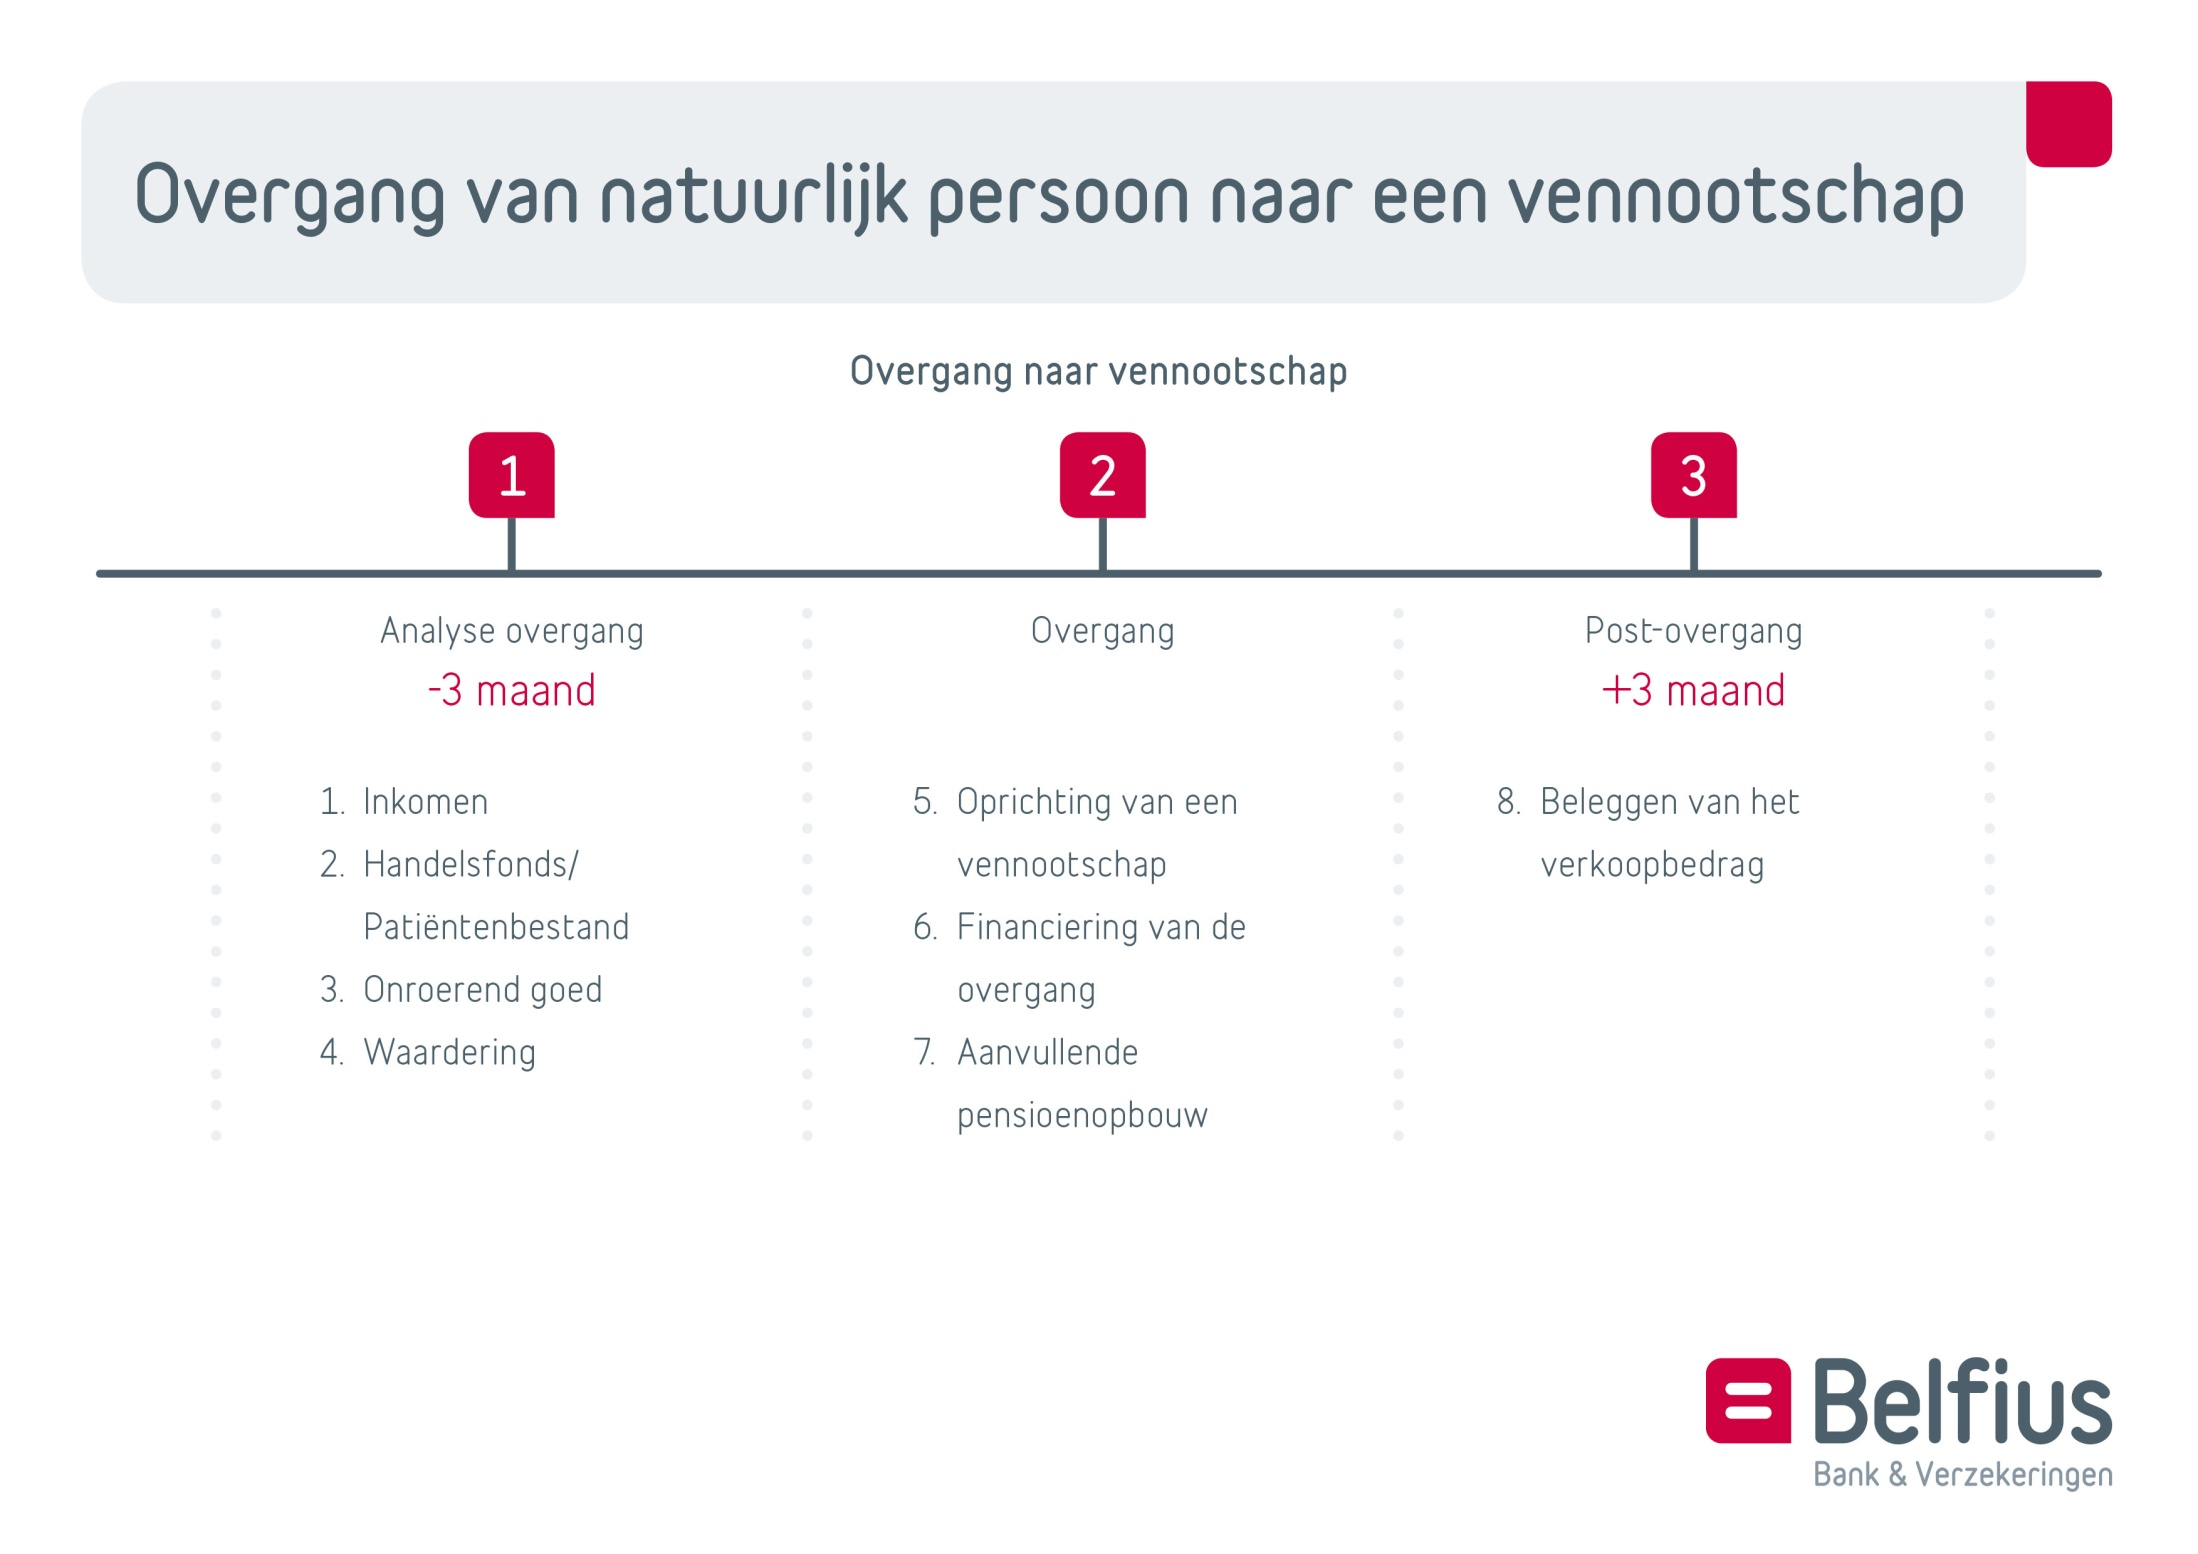 Overgang van natuurlijk persoon naar een vennootschap
Overgang naar vennootschap
1
2
3
Analyse overgang
-3 maand
1. Inkomen
2. Handelsfonds/
Patiëntenbestand
3. Onroerend goed
4. Waardering
Overgang
5. Oprichting van een
vennootschap
6. Financiering van de
overgang
7. Aanvullende
pensioenopbouw
Post-overgang
+3 maand
8. Beleggen van het
verkoopbedrag
Belfius
Bank & Verzekeringen